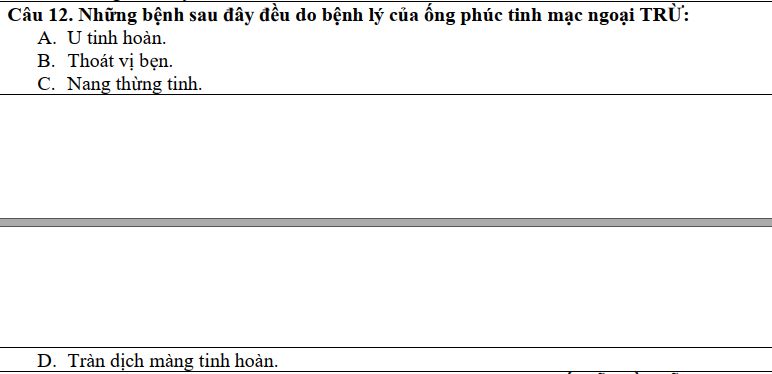 Câu 12. Những bệnh sau đây đều do bệnh lý của ống phúc tinh mạc ngoại TRỪ:
A. U tinh hoàn.
B. Thoát vị bẹn.
C. Nang thừng tinh.
D. Tràn dịch màng tinh hoàn.